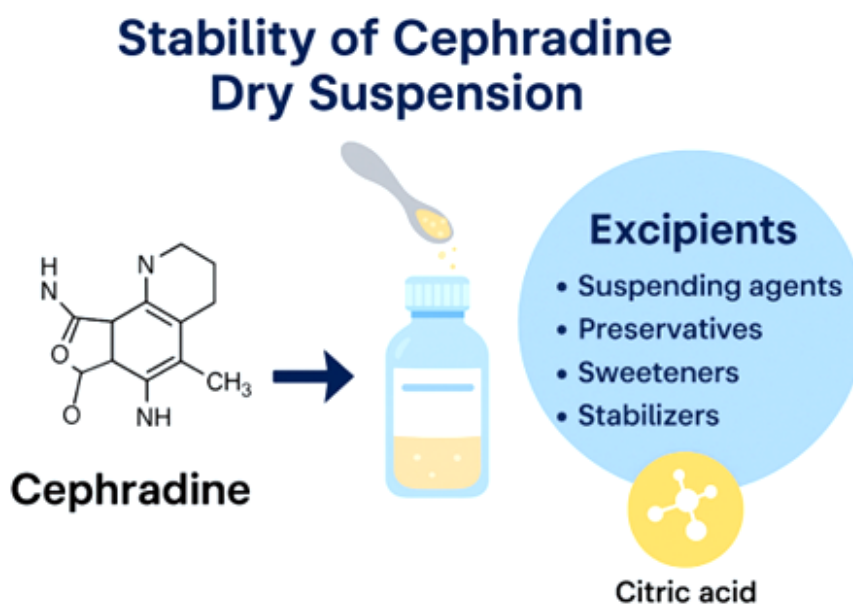 Stability of Cephradine
Dry Suspension
H
N
N
O
O
NH
CH3
Cephradine
Excipients
• Suspending agents
• Preservatives
• Sweeteners
• Stabilizers
Citric acid